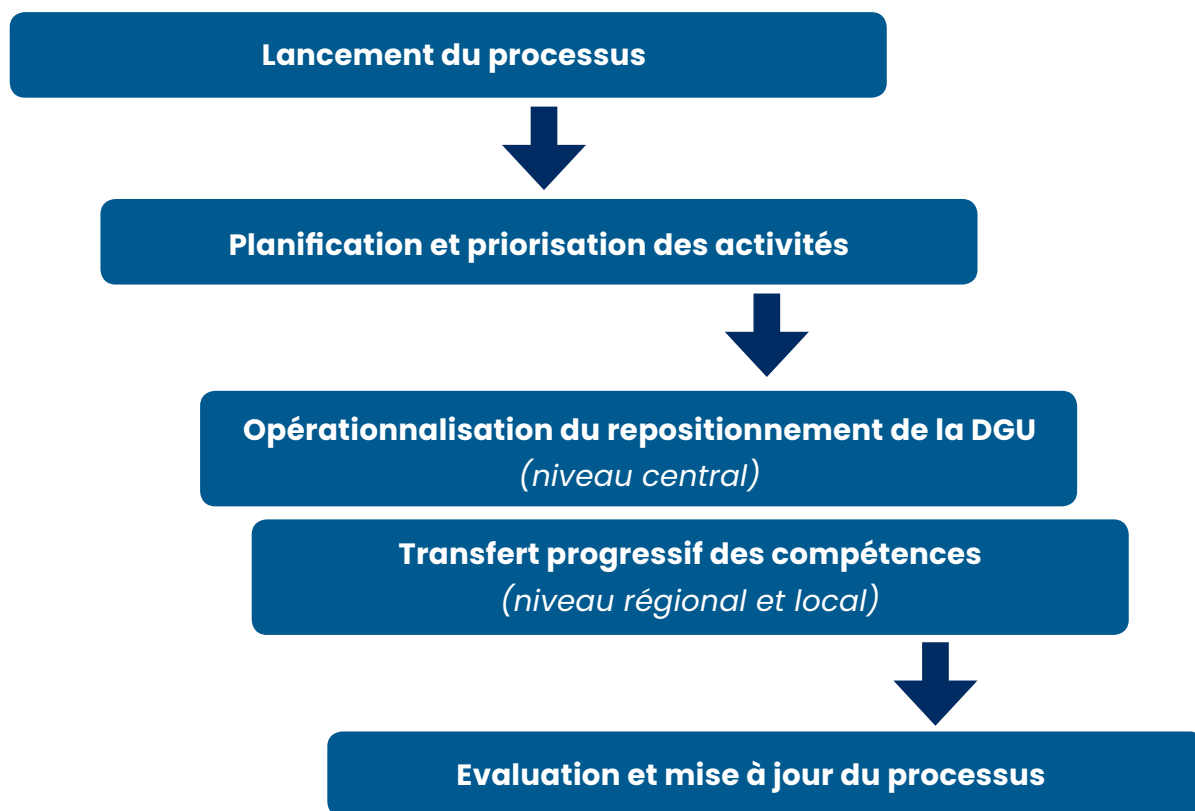 Lancement du processus
Planification et priorisation des activités
Opérationnalisation du repositionnement de la DGU
(niveau central)
Transfert progressif des compétences
(niveau régional et local)
Evaluation et mise à jour du processus